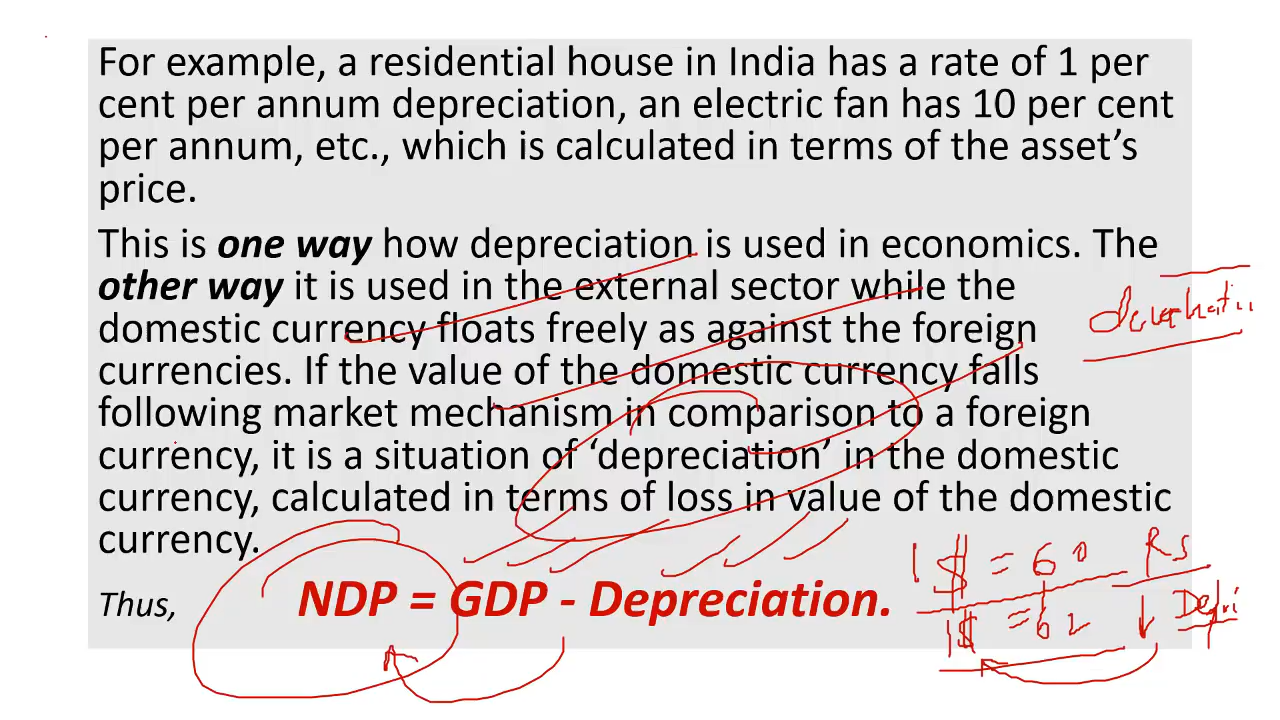 For example, a residential house in India has a rate of 1 per
cent per annum depreciation, an electric fan has 10 per cent
per annum, etc., which is calculated in terms of the asset's
price.
This is one way how depreciation is used in economics. The
other way it is used in the external sector while the
domestic currency floats freely as against the foreign
currencies. If the value of the domestic currency falls
following market mechanism in comparison to a foreign
currency, it is a situation of ‘depreciation’ in the domestic
currency, calculated in terms of loss in value of the domestic
currency.
Thus, NDP = GDP - Depreciation.
1 $ = 60 Rs
1$ = 62 ↓ Depri